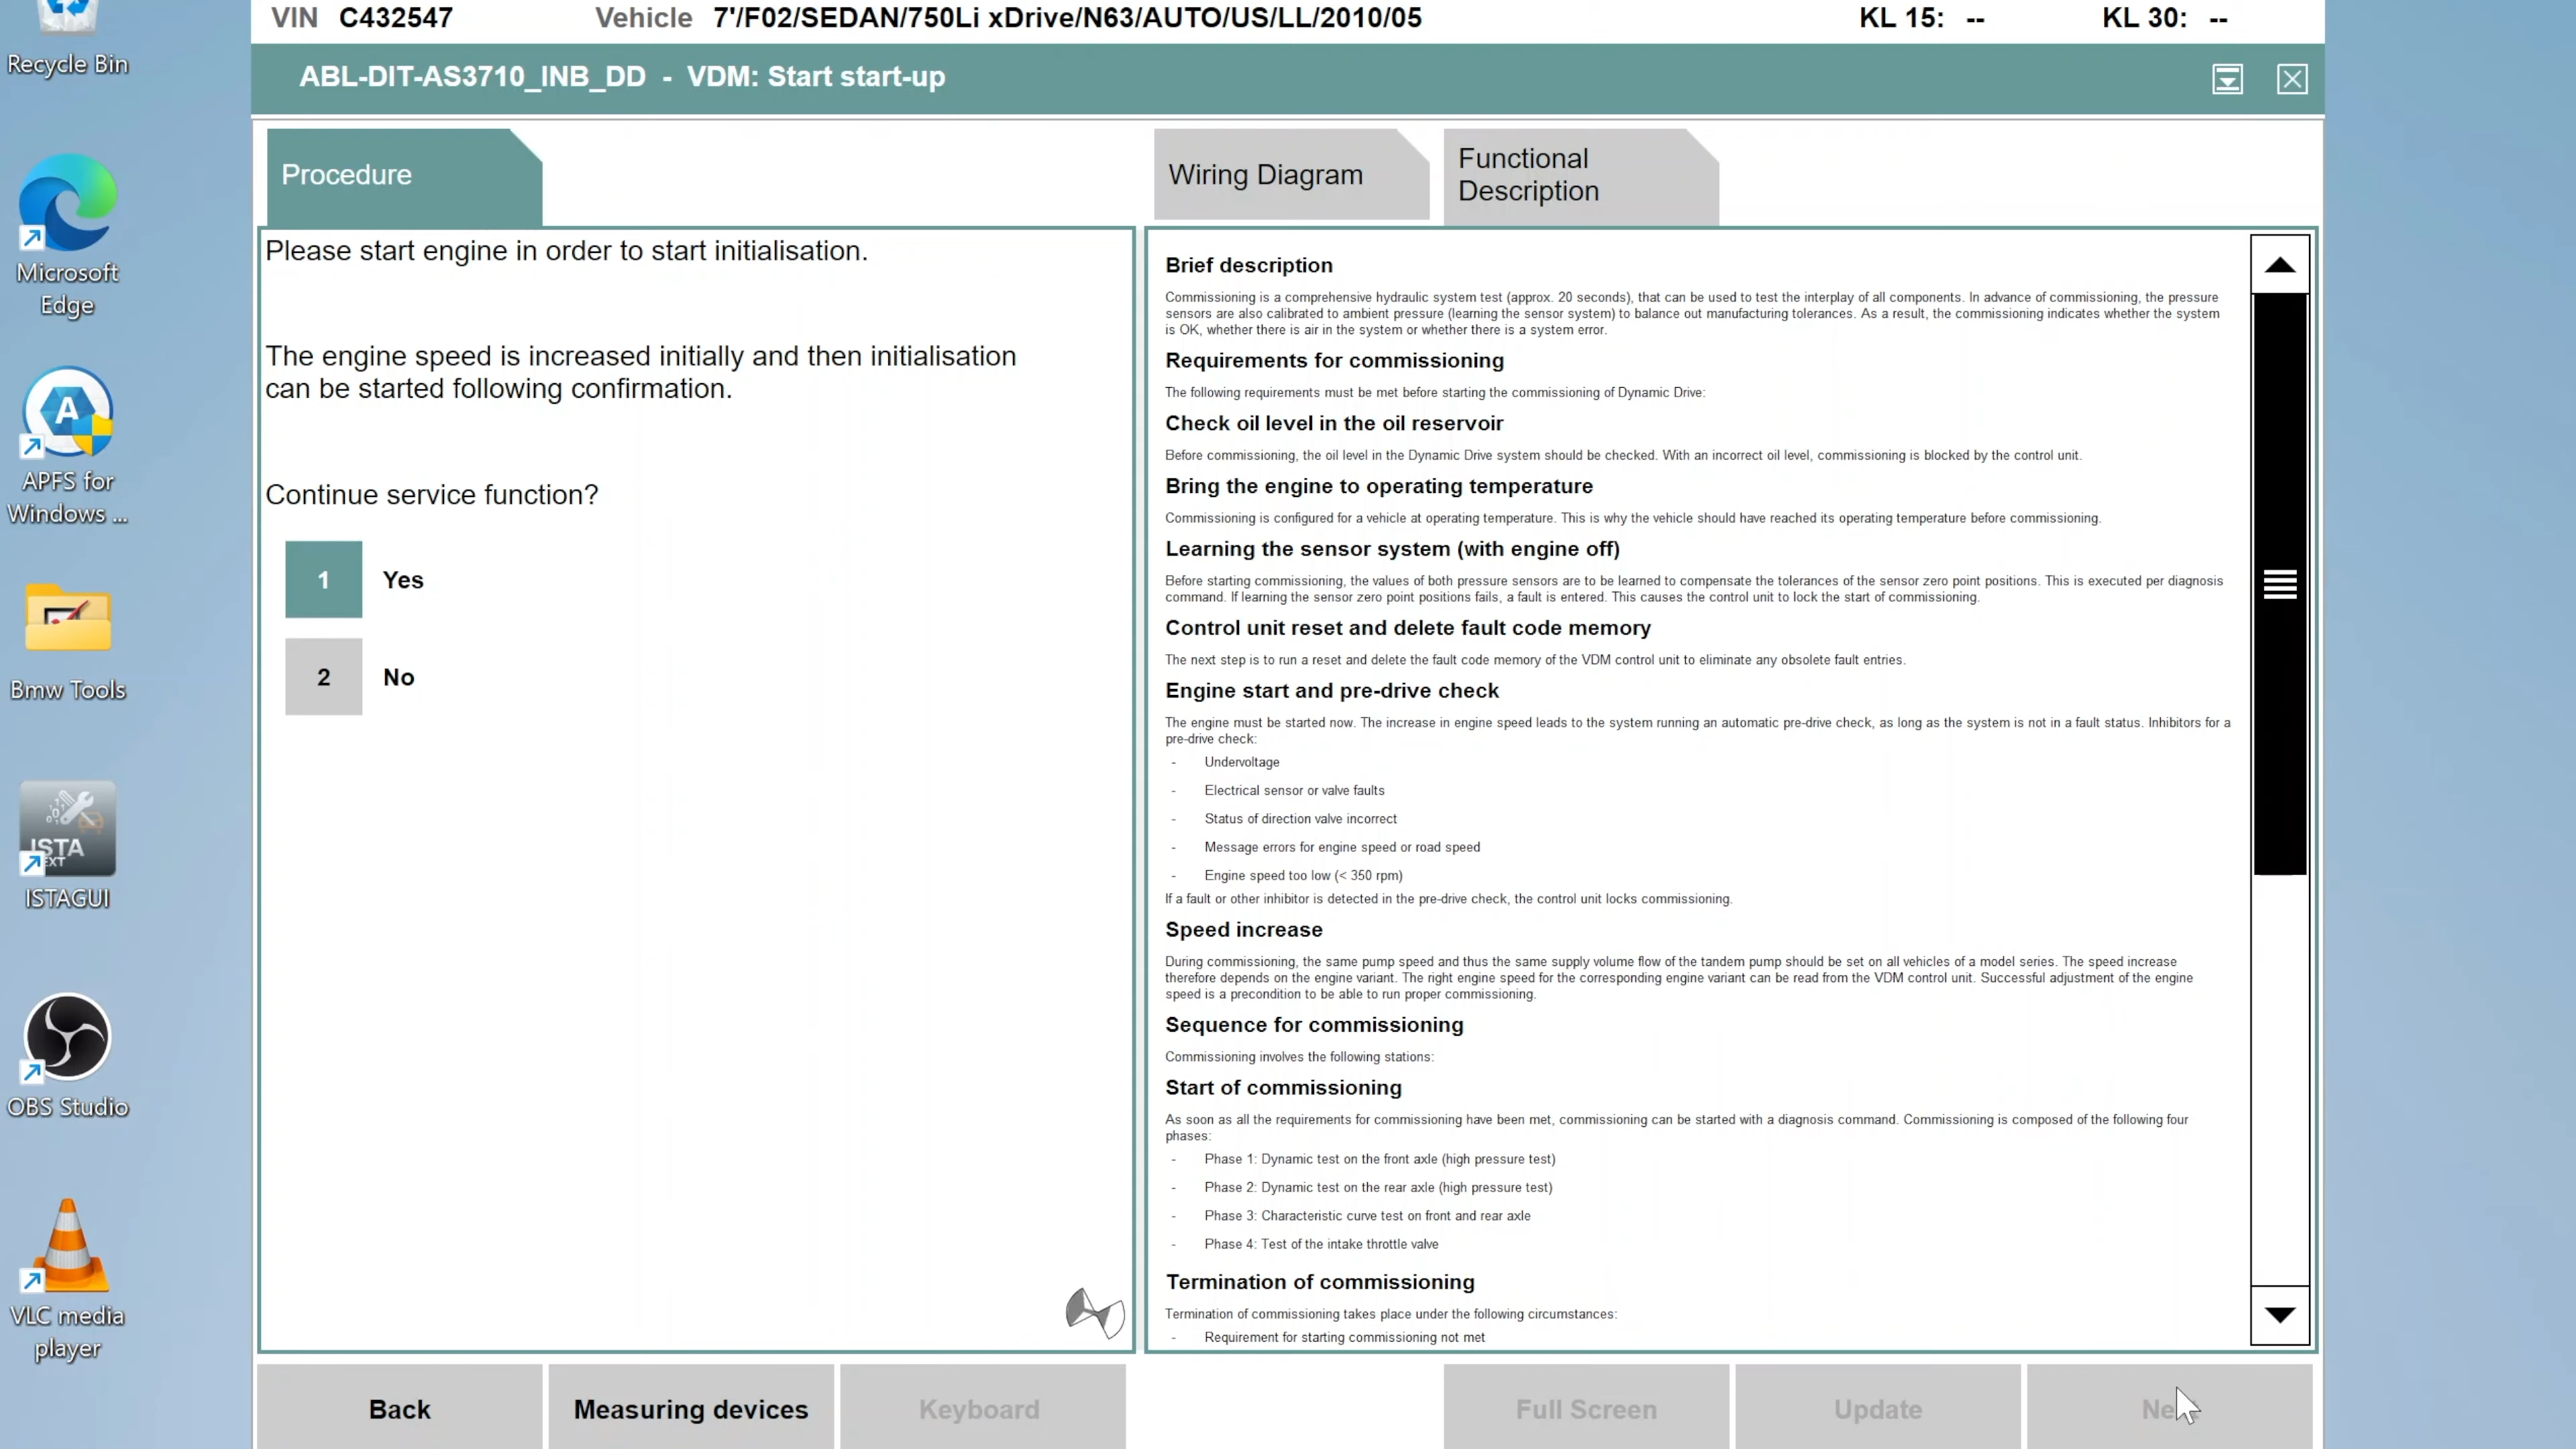 VIN C432547 Vehicle 7'/F02/SEDAN/750Li xDrive/N63/AUTO/US/LL/2010/05 KL 15: -- KL 30: --
ABL-DIT-AS3710_INB_DD - VDM: Start start-up
Recycle Bin
Microsoft
Edge
APFS for
Windows ...
Bmw Tools
ISTA
EXT
ISTAGUI
OBS Studio
VLC media
player
Procedure
Please start engine in order to start initialisation.
The engine speed is increased initially and then initialisation
can be started following confirmation.
Continue service function?
1 Yes
2 No
Wiring Diagram
Functional
Description
Brief description
Commissioning is a comprehensive hydraulic system test (approx. 20 seconds), that can be used to test the interplay of all components. In advance of commissioning, the pressure
sensors are also calibrated to ambient pressure (learning the sensor system) to balance out manufacturing tolerances. As a result, the commissioning indicates whether the system
is OK, whether there is air in the system or whether there is a system error.
Requirements for commissioning
The following requirements must be met before starting the commissioning of Dynamic Drive:
Check oil level in the oil reservoir
Before commissioning, the oil level in the Dynamic Drive system should be checked. With an incorrect oil level, commissioning is blocked by the control unit.
Bring the engine to operating temperature
Commissioning is configured for a vehicle at operating temperature. This is why the vehicle should have reached its operating temperature before commissioning.
Learning the sensor system (with engine off)
Before starting commissioning, the values of both pressure sensors are to be learned to compensate the tolerances of the sensor zero point positions. This is executed per diagnosis
command. If learning the sensor zero point positions fails, a fault is entered. This causes the control unit to lock the start of commissioning.
Control unit reset and delete fault code memory
The next step is to run a reset and delete the fault code memory of the VDM control unit to eliminate any obsolete fault entries.
Engine start and pre-drive check
The engine must be started now. The increase in engine speed leads to the system running an automatic pre-drive check, as long as the system is not in a fault status. Inhibitors for a
pre-drive check:
- Undervoltage
- Electrical sensor or valve faults
- Status of direction valve incorrect
- Message errors for engine speed or road speed
- Engine speed too low (< 350 rpm)
If a fault or other inhibitor is detected in the pre-drive check, the control unit locks commissioning.
Speed increase
During commissioning, the same pump speed and thus the same supply volume flow of the tandem pump should be set on all vehicles of a model series. The speed increase
therefore depends on the engine variant. The right engine speed for the corresponding engine variant can be read from the VDM control unit. Successful adjustment of the engine
speed is a precondition to be able to run proper commissioning.
Sequence for commissioning
Commissioning involves the following stations:
Start of commissioning
As soon as all the requirements for commissioning have been met, commissioning can be started with a diagnosis command. Commissioning is composed of the following four
phases:
- Phase 1: Dynamic test on the front axle (high pressure test)
- Phase 2: Dynamic test on the rear axle (high pressure test)
- Phase 3: Characteristic curve test on front and rear axle
- Phase 4: Test of the intake throttle valve
Termination of commissioning
Termination of commissioning takes place under the following circumstances:
- Requirement for starting commissioning not met
Back Measuring devices Keyboard Full Screen Update